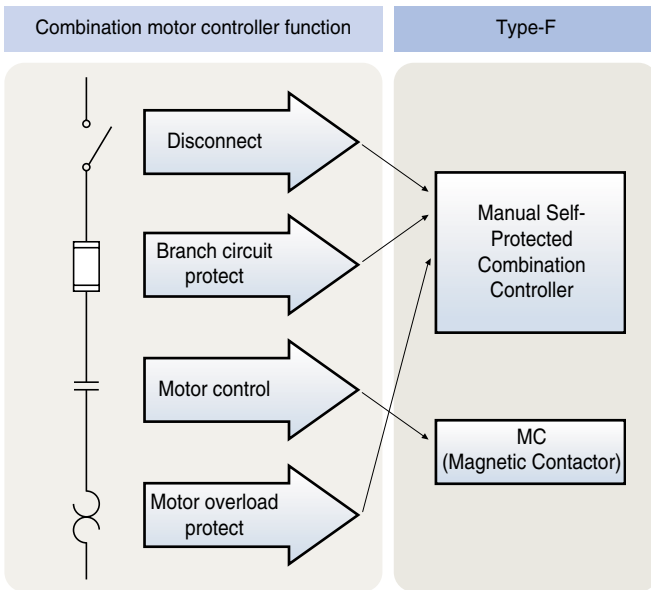 Combination motor controller function
Type-F
Disconnect
Branch circuit
protect
Motor control
Motor overload
protect
Manual Self-
Protected
Combination
Controller
MC
(Magnetic Contactor)